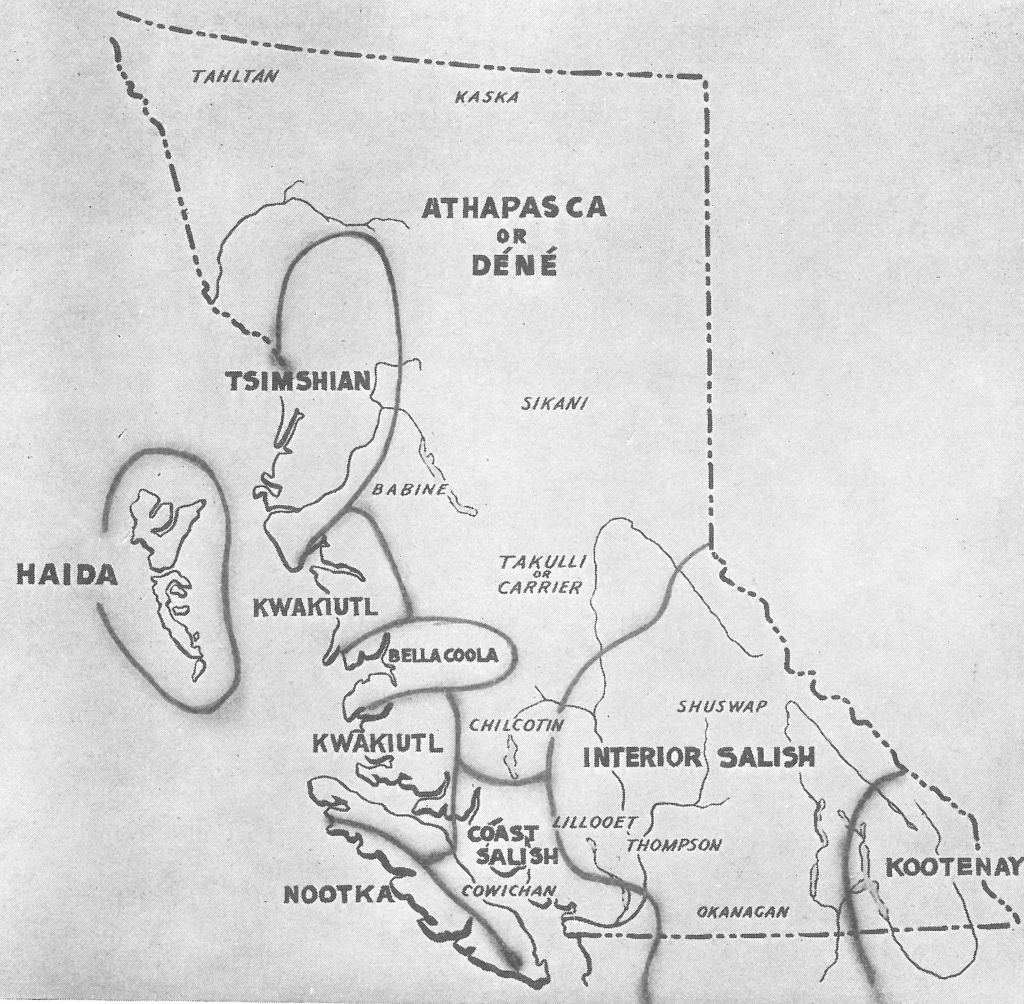 TAHLTAN
KASKA
ATHAPASCA
OR
DÉNÉ
TSIMSHIAN
SIKANI
BABINE
HAIDA
TAKULLI
OR
CARRIER
KWAKIUTL
BELLA COOLA
CHILCOTIN
SHUSWAP
KWAKIUTL
INTERIOR SALISH
LILLOOET
COAST
SALISH
THOMPSON
KOOTENAY
NOOTKA
COWICHAN
OKANAGAN